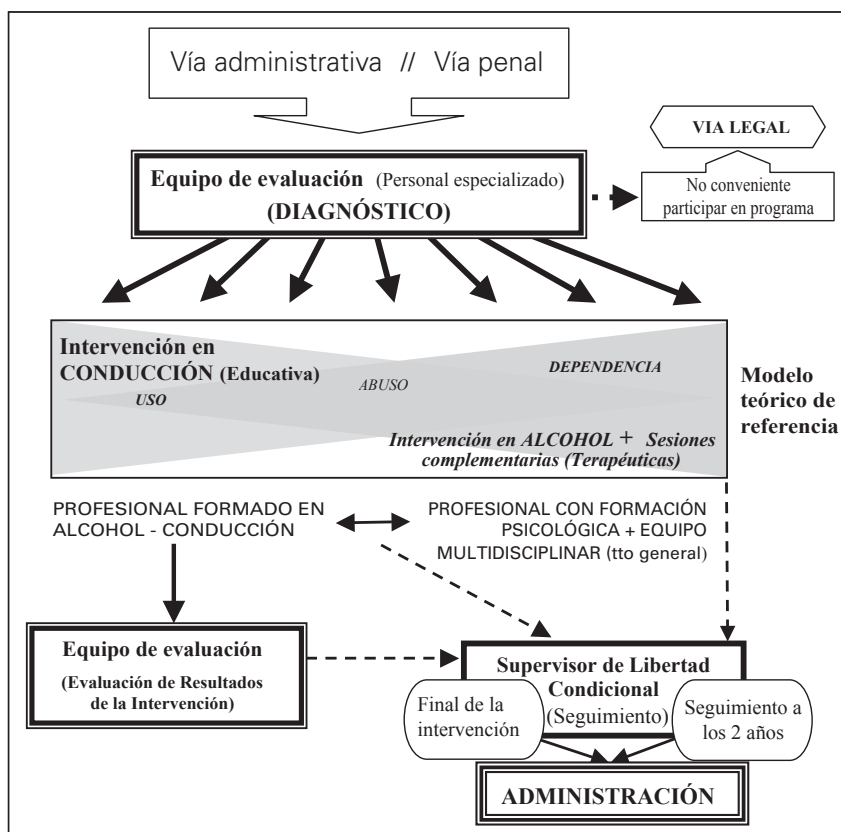 Vía administrativa // Vía penal
VIA LEGAL
No conveniente
participar en programa
Equipo de evaluación (Personal especializado)
(DIAGNÓSTICO)
Intervención en
CONDUCCIÓN (Educativa)
USO
ABUSO
DEPENDENCIA
Intervención en ALCOHOL + Sesiones
complementarias (Terapéuticas)
Modelo
teórico de
referencia
PROFESIONAL FORMADO EN
ALCOHOL - CONDUCCIÓN
PROFESIONAL CON FORMACIÓN
PSICOLÓGICA + EQUIPO
MULTIDISCIPLINAR (tto general)
Equipo de evaluación
(Evaluación de Resultados
de la Intervención)
Supervisor de Libertad
Condicional
(Seguimiento)
Final de la
intervención
Seguimiento a
los 2 años
ADMINISTRACIÓN